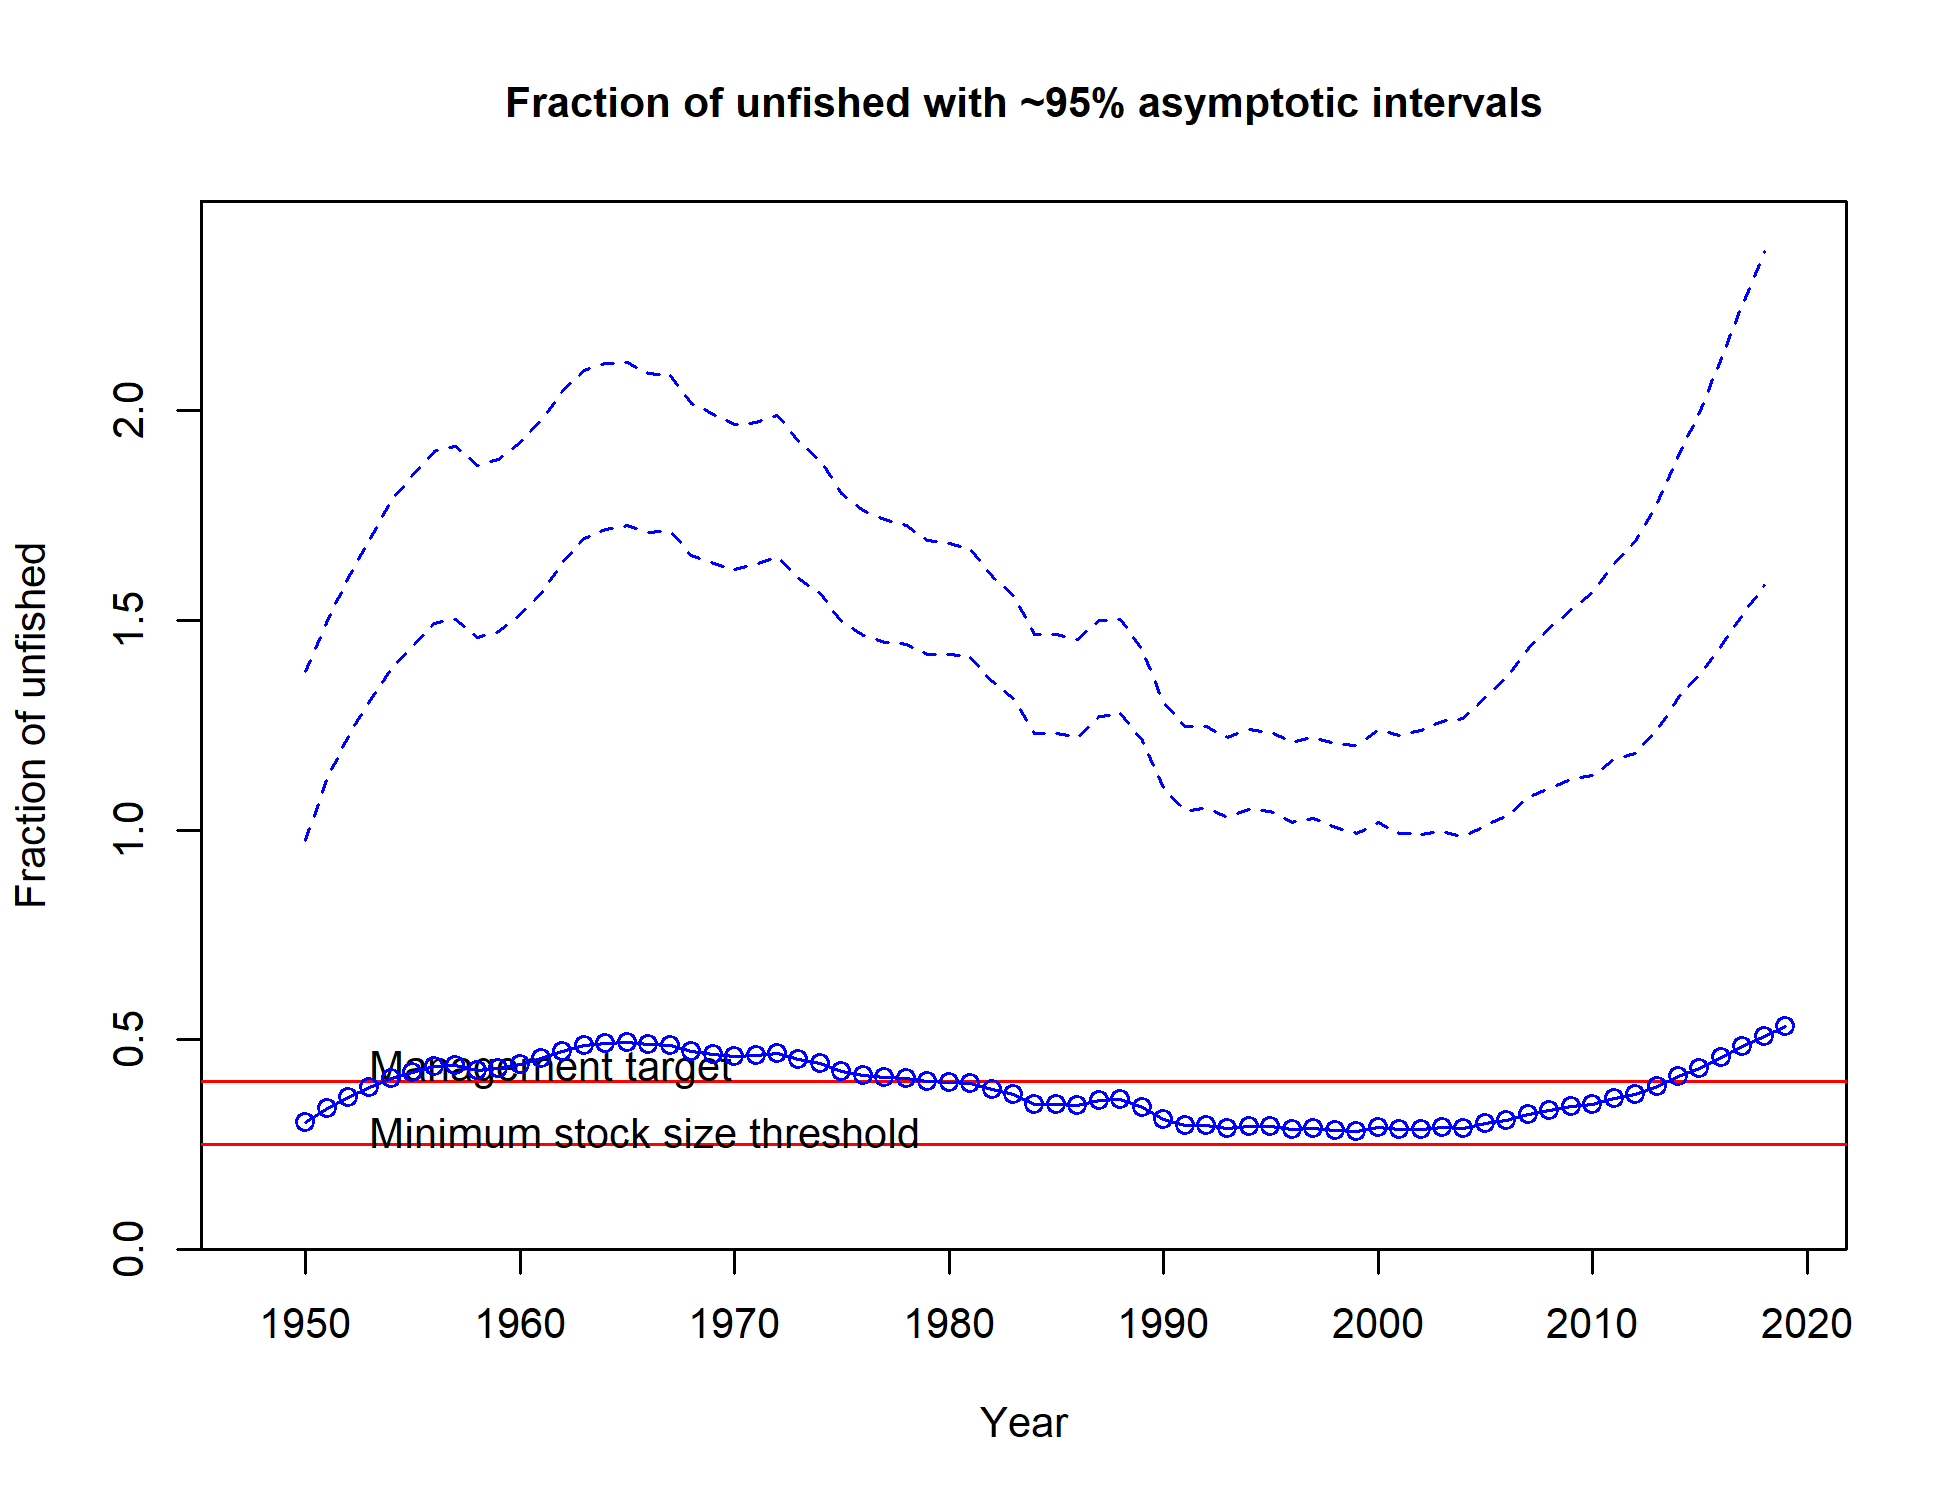 Fraction of unfished with ~95% asymptotic intervals
Fraction of unfished
2.0
1.5
1.0
0.5
0.0
Management target
Minimum stock size threshold
1950 1960 1970 1980 1990 2000 2010 2020
Year